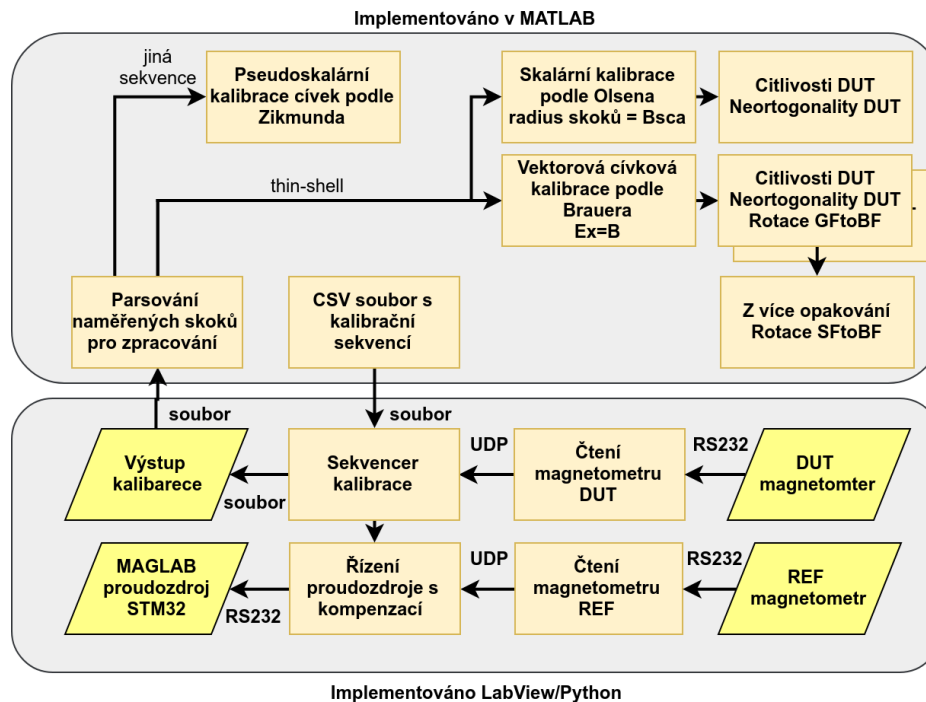 Implementováno v MATLAB
jiná
sekvence
Pseudoskalární
kalibrace cívek podle
Zikmunda
Skalární kalibrace
podle Olsena
radius skoků = Bsca
Citlivosti DUT
Neortogonality DUT
thin-shell
Vektorová cívková
kalibrace podle
Brauera
Ex=B
Citlivosti DUT
Neortogonality DUT
Rotace GFtoBF
Parsování
naměřených skoků
pro zpracování
CSV soubor s
kalibrační
sekvencí
Z více opakování
Rotace SFtoBF
soubor
soubor
Výstup
kalibarece
soubor
Sekvencer
kalibrace
UDP
Čtení
magnetometru
DUT
RS232
DUT
magnetomter
MAGLAB
proudozdroj
STM32
RS232
Řízení
proudozdroje s
kompenzací
UDP
Čtení
magnetometru
REF
RS232
REF
magnetometr
Implementováno LabView/Python